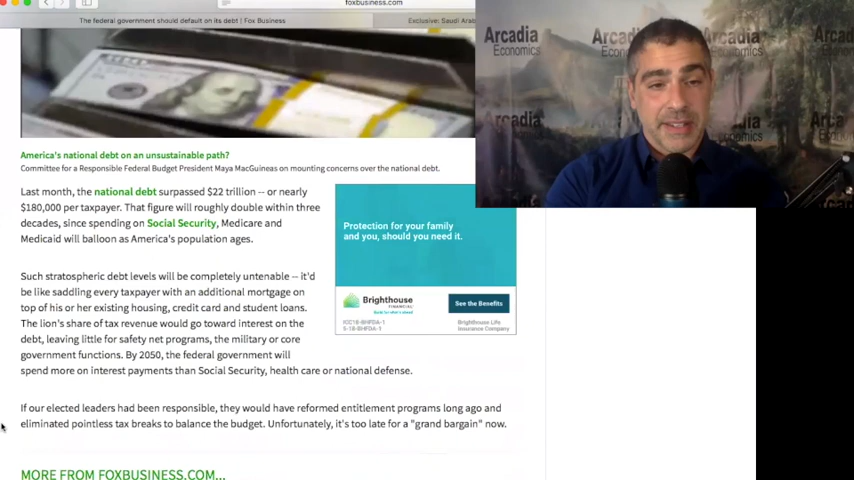 foxbusiness.com
The federal government should default on its debt | Fox Business
Exclusive: Saudi Arab
Arcadia
Economics
Arcadia
Economics
Arcadia
Economics
America's national debt on an unsustainable path?
Committee for a Responsible Federal Budget President Maya MacGuineas on mounting concerns over the national debt.
Last month, the national debt surpassed $22 trillion -- or nearly
$180,000 per taxpayer. That figure will roughly double within three
decades, since spending on Social Security, Medicare and
Medicaid will balloon as America's population ages.
Protection for your family
and you, should you need it.
Brighthouse
FINANCIAL
See the Benefits
ICC18-BHFDA-1
5-18-BHFDA-1
Brighthouse Life
Insurance Company
Such stratospheric debt levels will be completely untenable -- it'd
be like saddling every taxpayer with an additional mortgage on
top of his or her existing housing, credit card and student loans.
The lion's share of tax revenue would go toward interest on the
debt, leaving little for safety net programs, the military or core
government functions. By 2050, the federal government will
spend more on interest payments than Social Security, health care or national defense.
If our elected leaders had been responsible, they would have reformed entitlement programs long ago and
eliminated pointless tax breaks to balance the budget. Unfortunately, it's too late for a "grand bargain" now.
MORE FROM FOXBUSINESS.COM...